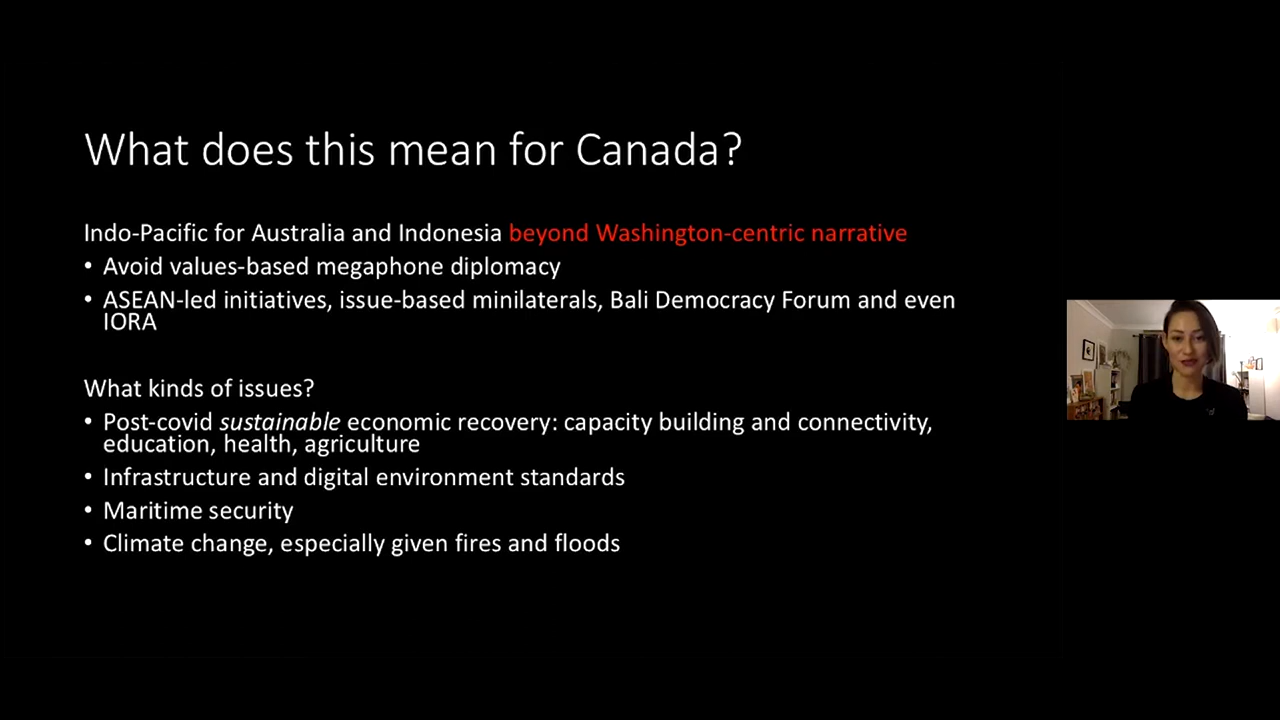 What does this mean for Canada?
Indo-Pacific for Australia and Indonesia beyond Washington-centric narrative
• Avoid values-based megaphone diplomacy
• ASEAN-led initiatives, issue-based minilaterals, Bali Democracy Forum and even
IORA
What kinds of issues?
• Post-covid sustainable economic recovery: capacity building and connectivity,
education, health, agriculture
• Infrastructure and digital environment standards
• Maritime security
• Climate change, especially given fires and floods